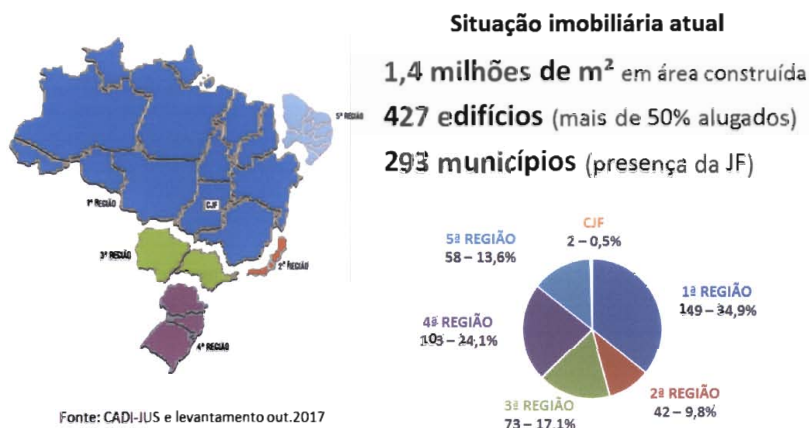 Situação imobiliária atual
1,4 milhões de m² em área construída
427 edifícios (mais de 50% alugados)
293 municípios (presença da JF)
5ª REGIÃO
1ª REGIÃO
CJF
3ª REGIÃO
2ª REGIÃO
4ª REGIÃO
CJF
2 – 0,5%
5ª REGIÃO
58 – 13,6%
1ª REGIÃO
149 – 34,9%
4ª REGIÃO
103 – 24,1%
2ª REGIÃO
42 – 9,8%
3ª REGIÃO
73 – 17,1%
Fonte: CADI-JUS e levantamento out.2017